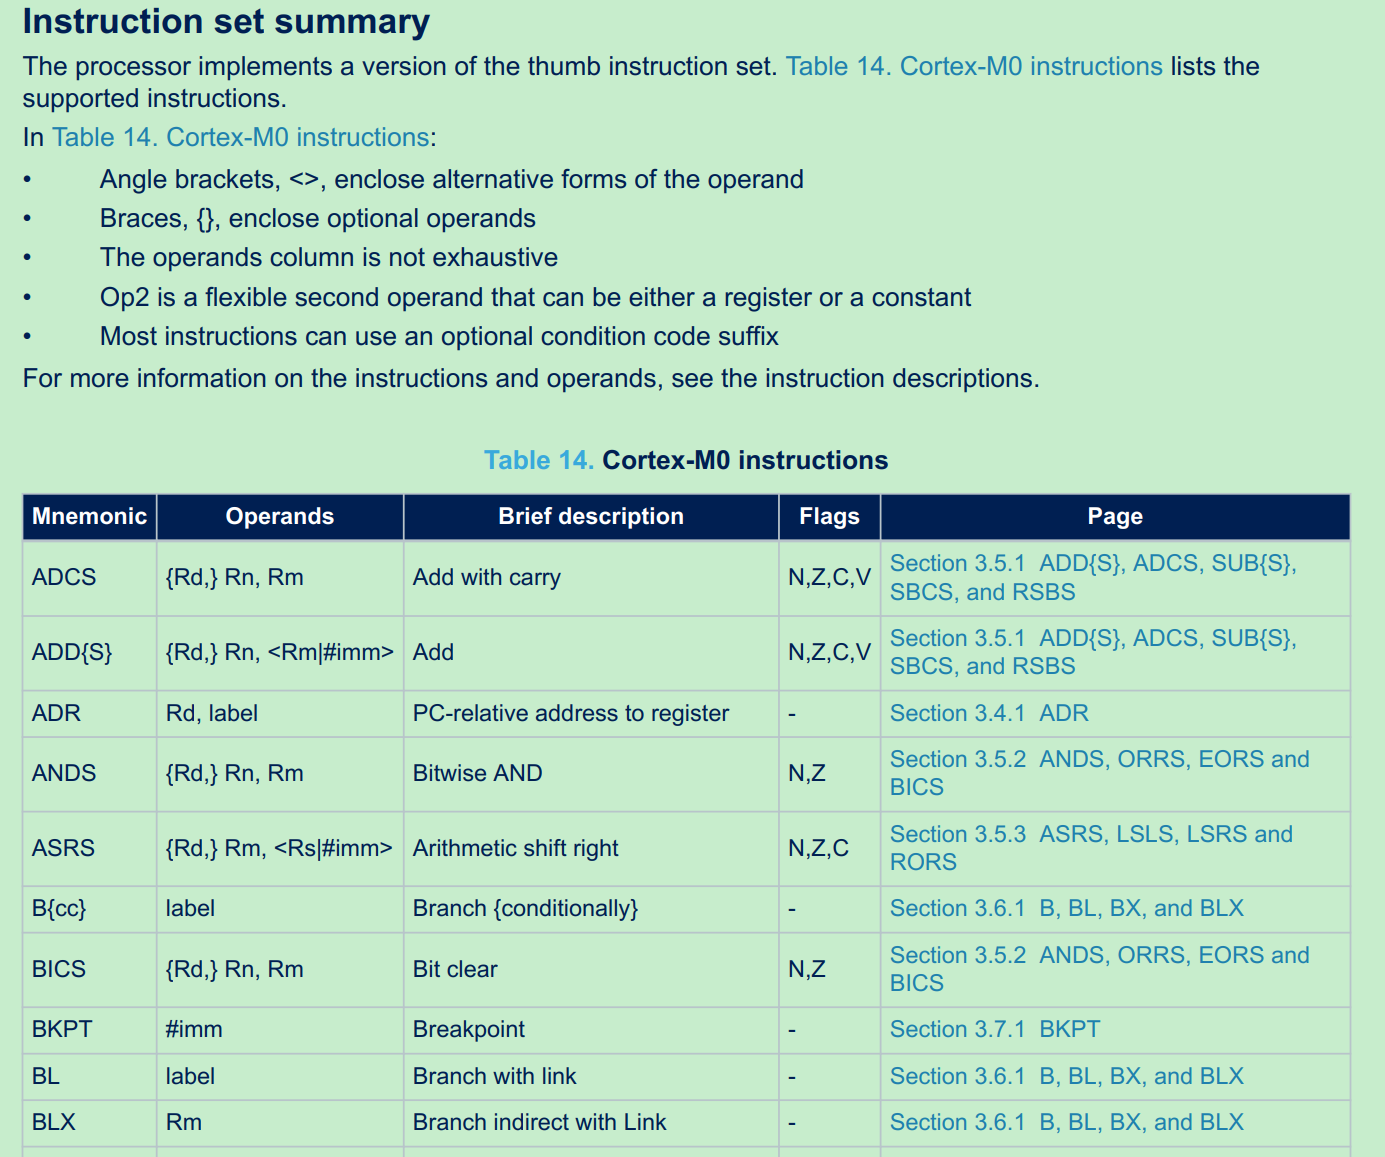 Instruction set summary
The processor implements a version of the thumb instruction set. Table 14. Cortex-M0 instructions lists the
supported instructions.
In Table 14. Cortex-M0 instructions:
• Angle brackets, <>, enclose alternative forms of the operand
• Braces, {}, enclose optional operands
• The operands column is not exhaustive
• Op2 is a flexible second operand that can be either a register or a constant
• Most instructions can use an optional condition code suffix
For more information on the instructions and operands, see the instruction descriptions.
Table 14. Cortex-M0 instructions
Mnemonic Operands Brief description Flags Page
ADCS {Rd,} Rn, Rm Add with carry N,Z,C,V Section 3.5.1 ADD{S}, ADCS, SUB{S},
SBCS, and RSBS
ADD{S} {Rd,} Rn, <Rm|#imm> Add N,Z,C,V Section 3.5.1 ADD{S}, ADCS, SUB{S},
SBCS, and RSBS
ADR Rd, label PC-relative address to register - Section 3.4.1 ADR
ANDS {Rd,} Rn, Rm Bitwise AND N,Z Section 3.5.2 ANDS, ORRS, EORS and
BICS
ASRS {Rd,} Rm, <Rs|#imm> Arithmetic shift right N,Z,C Section 3.5.3 ASRS, LSLS, LSRS and
RORS
B{cc} label Branch {conditionally} - Section 3.6.1 B, BL, BX, and BLX
BICS {Rd,} Rn, Rm Bit clear N,Z Section 3.5.2 ANDS, ORRS, EORS and
BICS
BKPT #imm Breakpoint - Section 3.7.1 BKPT
BL label Branch with link - Section 3.6.1 B, BL, BX, and BLX
BLX Rm Branch indirect with Link - Section 3.6.1 B, BL, BX, and BLX